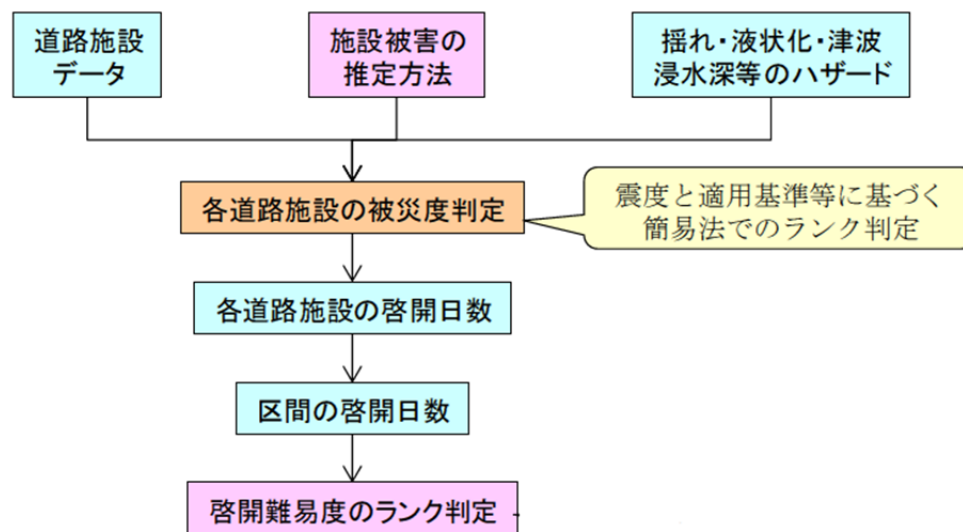 道路施設
データ
施設被害の
推定方法
揺れ・液状化・津波
浸水深等のハザード
各道路施設の被災度判定
震度と適用基準等に基づく
簡易法でのランク判定
各道路施設の啓開日数
区間の啓開日数
啓開難易度のランク判定